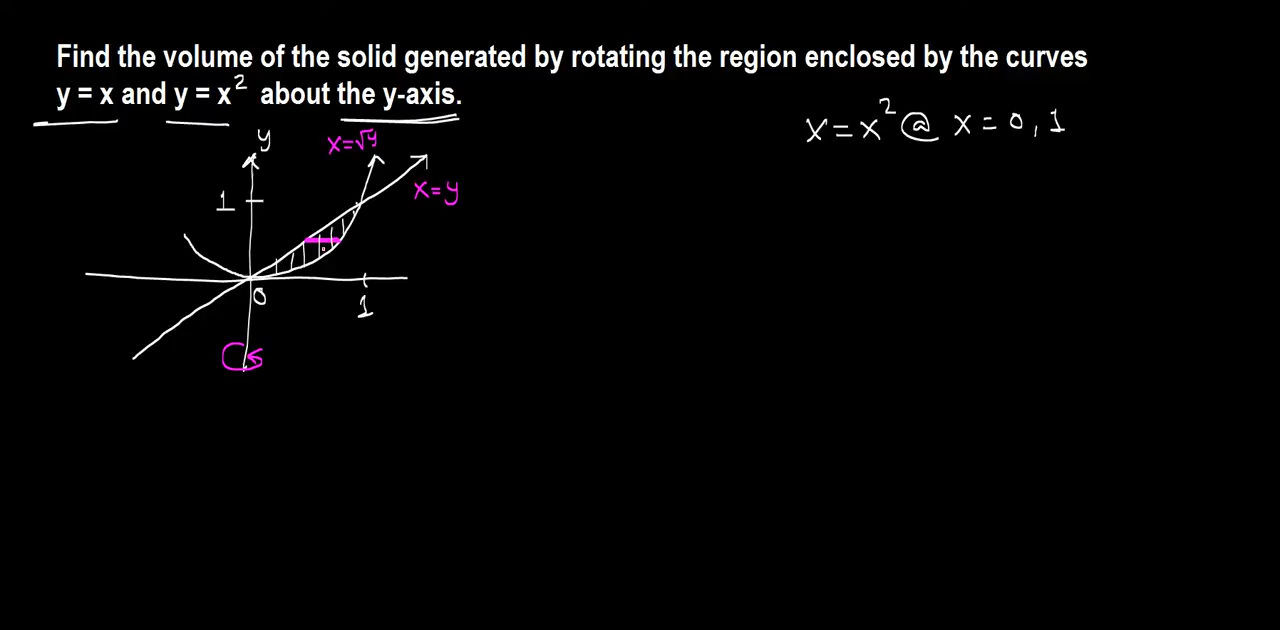 Find the volume of the solid generated by rotating the region enclosed by the curves
y = x and y = x² about the y-axis.
x = x² @ x = 0, 1
y
x=√y
1
x=y
0
1